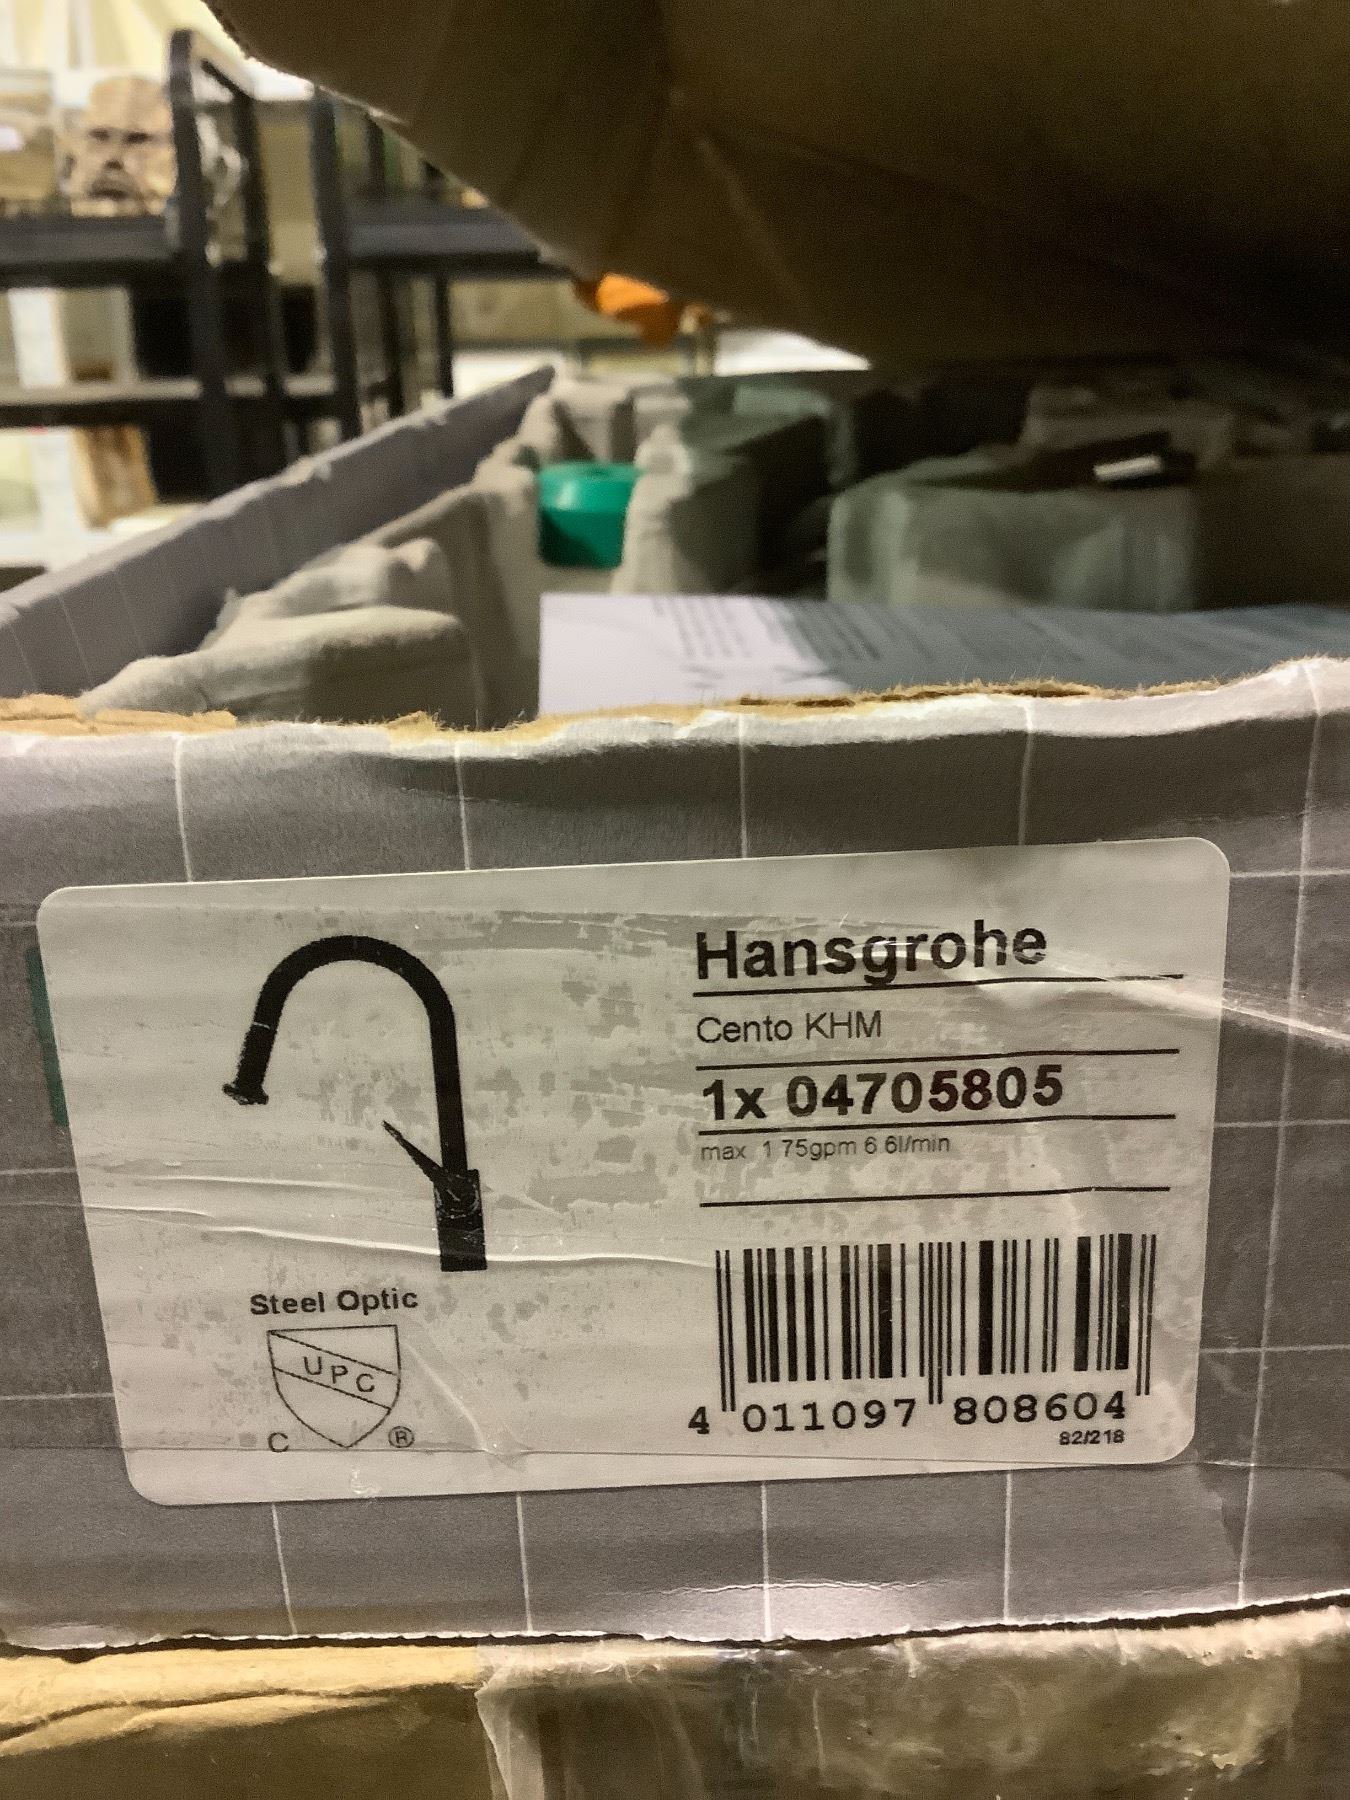 Hansgrohe
Cento KHM
1x 04705805
max 1 75gpm 6 6l/min
Steel Optic
UPC
C ®
4 011097 808604
82/218